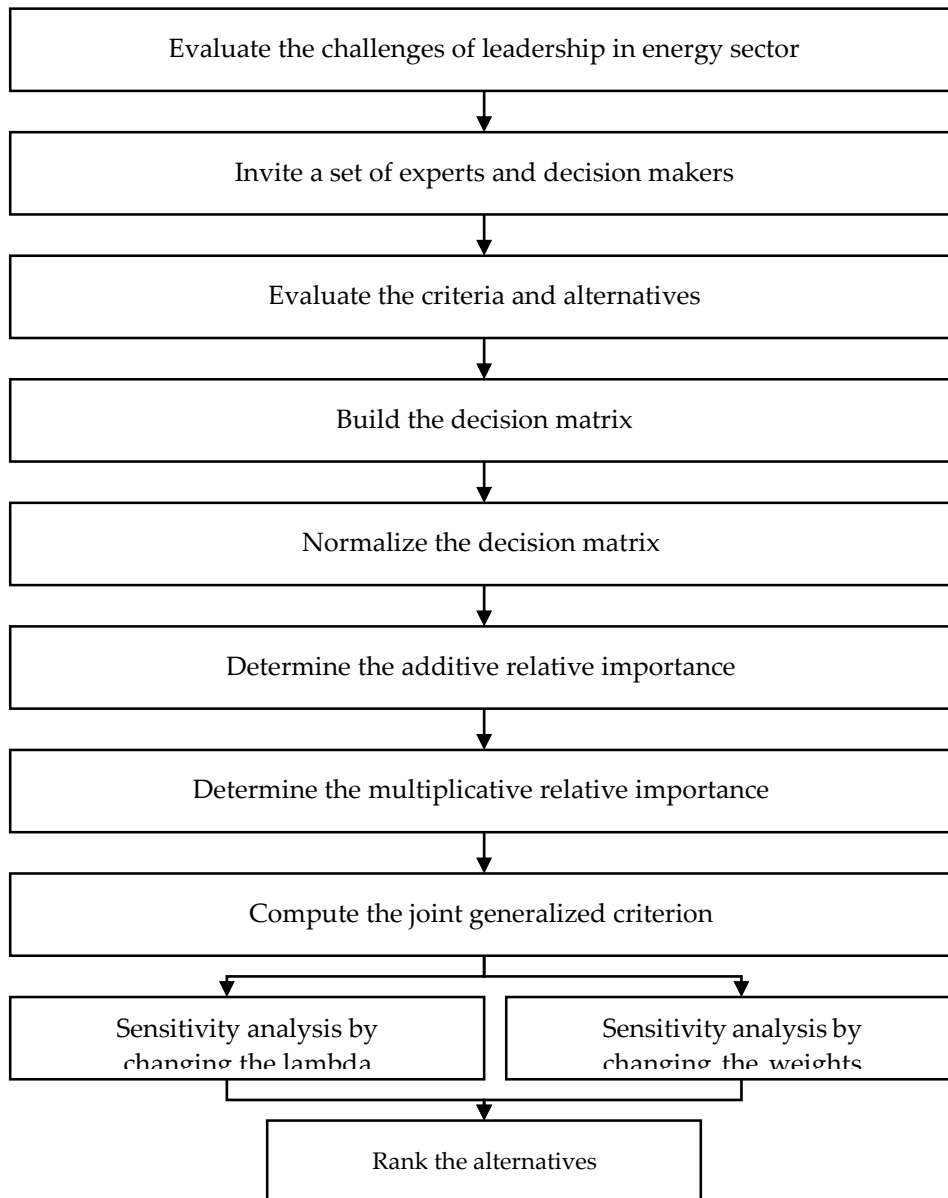 Evaluate the challenges of leadership in energy sector
Invite a set of experts and decision makers
Evaluate the criteria and alternatives
Build the decision matrix
Normalize the decision matrix
Determine the additive relative importance
Determine the multiplicative relative importance
Compute the joint generalized criterion
Sensitivity analysis by
changing the lambda
Sensitivity analysis by
changing the weights
Rank the alternatives